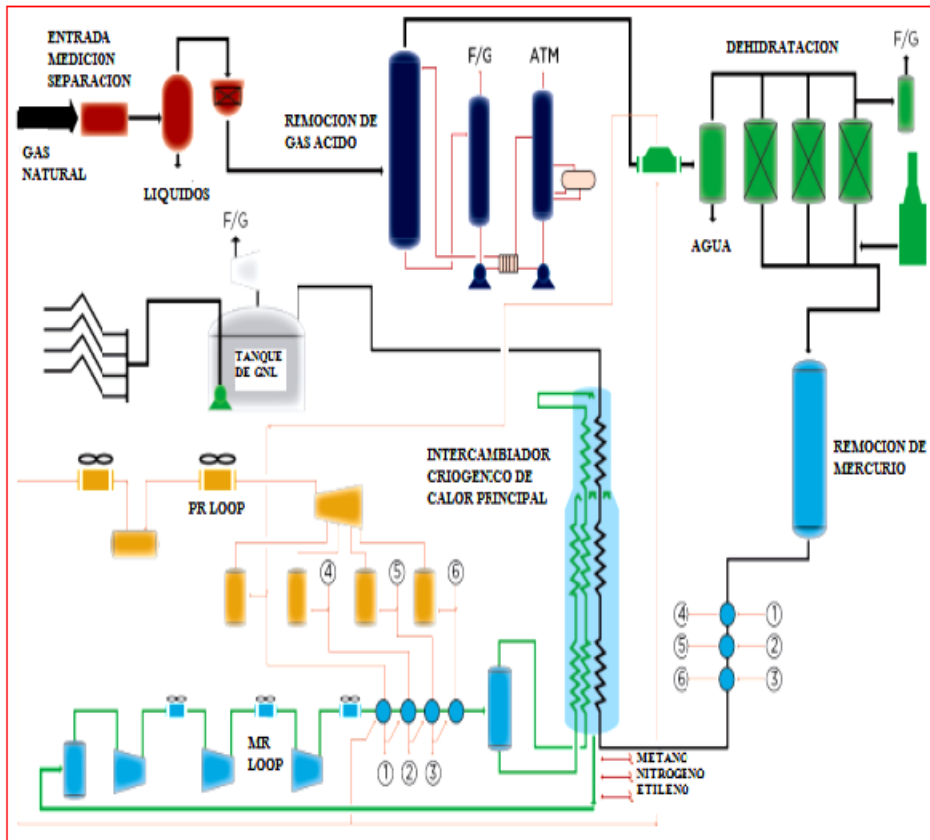 ENTRADA
MEDICION
SEPARACION
GAS
NATURAL
LIQUIDOS
REMOCION DE
GAS ACIDO
F/G
ATM
DEHIDRATACION
F/G
AGUA
F/G
TANQUE
DE GNL
INTERCAMBIADOR
CRIOGENICO DE
CALOR PRINCIPAL
REMOCION DE
MERCURIO
PR LOOP
4
5
6
4
1
5
2
6
3
MR
LOOP
1
2
3
METANO
NITROGENO
ETILENO